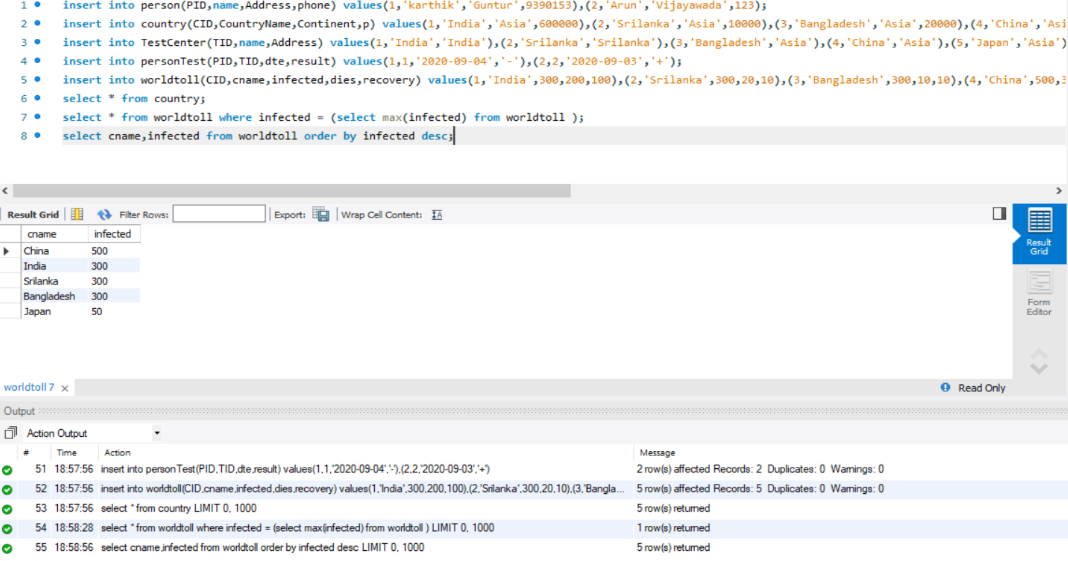 1 insert into person(PID,name,Address,phone) values(1,'karthik','Guntur',9390153),(2,'Arun','Vijayawada',123);
2 insert into country(CID,CountryName,Continent,p) values(1,'India','Asia',600000),(2,'Srilanka','Asia',10000),(3,'Bangladesh','Asia',20000),(4,'China','Asi
3 insert into TestCenter(TID,name,Address) values(1,'India','India'),(2,'Srilanka','Srilanka'),(3,'Bangladesh','Asia'),(4,'China','Asia'),(5,'Japan','Asia')
4 insert into personTest(PID,TID,dte,result) values(1,1,'2020-09-04','-'),(2,2,'2020-09-03','+');
5 insert into worldtoll(CID,cname,infected,dies,recovery) values(1,'India',300,200,100),(2,'Srilanka',300,20,10),(3,'Bangladesh',300,10,10),(4,'China',500,3
6 select * from country;
7 select * from worldtoll where infected = (select max(infected) from worldtoll );
8 select cname,infected from worldtoll order by infected desc;
Result Grid Filter Rows: Export: Wrap Cell Content:
cname infected
China 500
India 300
Srilanka 300
Bangladesh 300
Japan 50
Result
Grid
Form
Editor
worldtoll 7 Read Only
Output
Action Output
# Time Action Message
51 18:57:56 insert into personTest(PID,TID,dte,result) values(1,1,'2020-09-04','-'),(2,2,'2020-09-03','+') 2 row(s) affected Records: 2 Duplicates: 0 Warnings: 0
52 18:57:56 insert into worldtoll(CID,cname,infected,dies,recovery) values(1,'India',300,200,100),(2,'Srilanka',300,20,10),(3,'Bangla... 5 row(s) affected Records: 5 Duplicates: 0 Warnings: 0
53 18:57:56 select * from country LIMIT 0, 1000 5 row(s) returned
54 18:58:28 select * from worldtoll where infected = (select max(infected) from worldtoll ) LIMIT 0, 1000 1 row(s) returned
55 18:58:56 select cname,infected from worldtoll order by infected desc LIMIT 0, 1000 5 row(s) returned